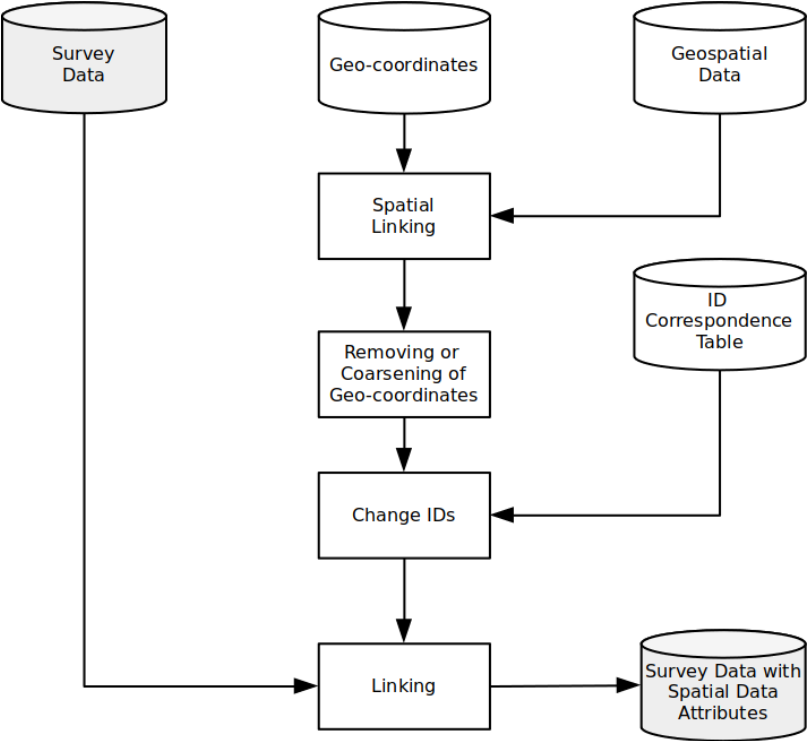 Survey
Data
Geo-coordinates
Geospatial
Data
Spatial
Linking
ID
Correspondence
Table
Removing or
Coarsening of
Geo-coordinates
Change IDs
Linking
Survey Data with
Spatial Data
Attributes